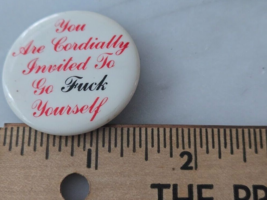 You
Are Cordially
Invited To
Go Fuck
Yourself
1 2
THE PR